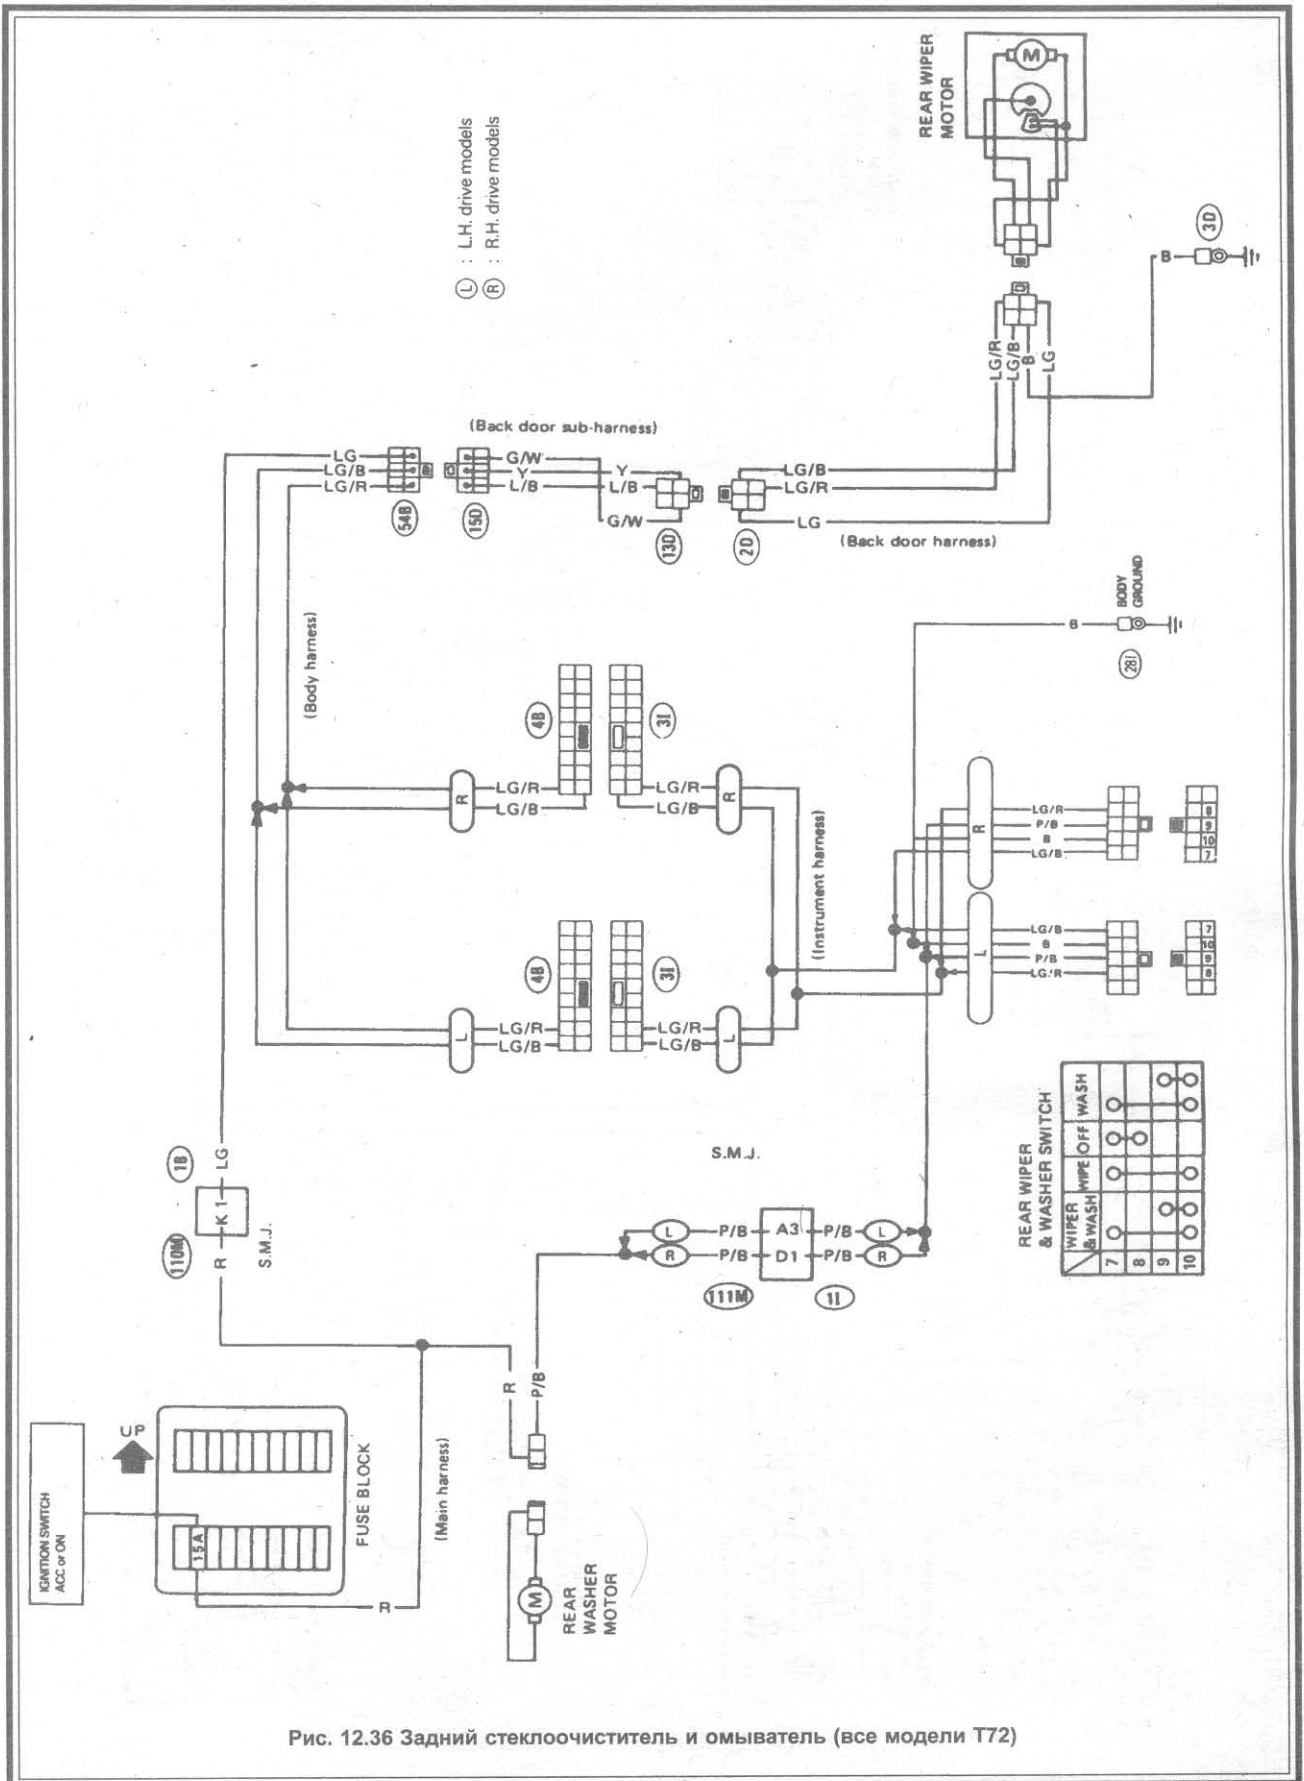 REAR WIPER
MOTOR
M
L : L.H. drive models
R : R.H. drive models
B
3D
LG/R
LG/B
B
LG
(Back door sub-harness)
LG
LG/B
LG/R
G/W
Y
L/B
Y
L/B
G/W
LG/B
LG/R
LG
54B
15D
13D
2D
(Back door harness)
(Body harness)
BODY
GROUND
B
28I
4B
3I
R
LG/R
LG/B
LG/R
LG/B
R
(Instrument harness)
R
LG/R
P/B
B
LG/B
8
9
10
7
4B
3I
L
LG/B
B
P/B
LG/R
7
10
9
8
L
LG/R
LG/B
LG/R
LG/B
L
1B
LG
K 1
110M
R
S.M.J.
S.M.J.
L
P/B
A3
P/B
L
R
P/B
D1
P/B
R
111M
1I
REAR WIPER
& WASHER SWITCH
WIPER
& WASH
WIPE
OFF
WASH
7
8
9
10
R
P/B
UP
IGNITION SWITCH
ACC or ON
15A
FUSE BLOCK
(Main harness)
R
M
REAR
WASHER
MOTOR
Рис. 12.36 Задний стеклоочиститель и омыватель (все модели T72)